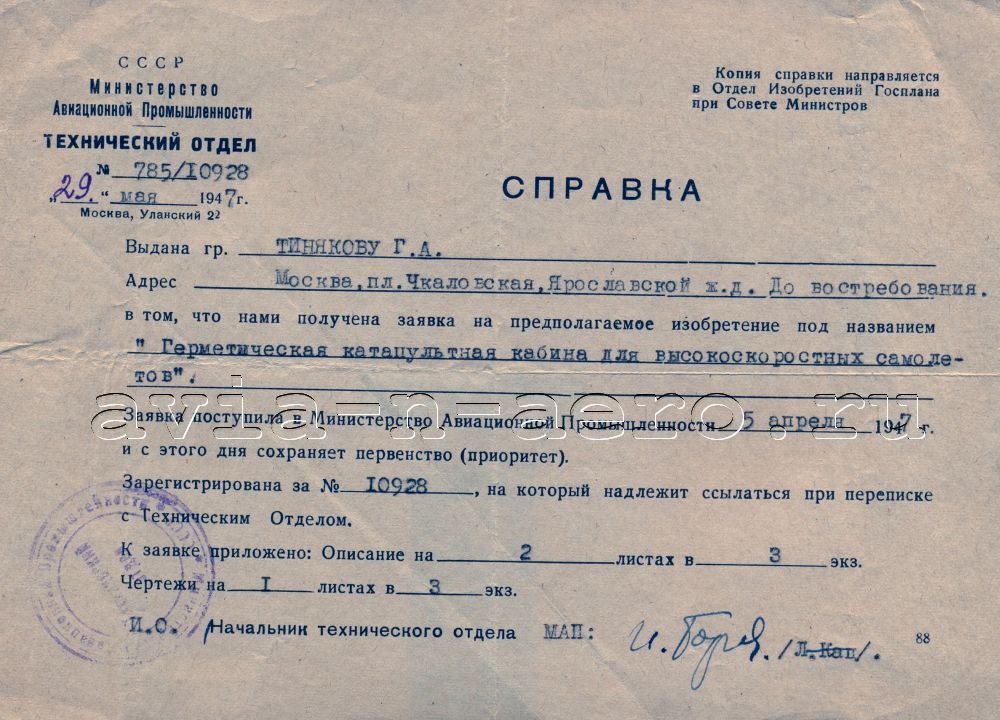 СССР
Министерство
Авиационной Промышленности
ТЕХНИЧЕСКИЙ ОТДЕЛ
№ 785/I0928
"29." мая 1947г.
Москва, Уланский 22
Копия справки направляется
в Отдел Изобретений Госплана
при Совете Министров
СПРАВКА
Выдана гр. ТИНЯКОВУ Г.А.
Адрес Москва,пл.Чкаловская,Ярославской ж.д. До востребования.
в том, что нами получена заявка на предполагаемое изобретение под названием
" Герметическая катапультная кабина для высокоскоростных самоле-
тов".
avia-n-aero.ru
Заявка поступила в Министерство Авиационной Промышленности 5 апреля 1947 г.
и с этого дня сохраняет первенство (приоритет).
Зарегистрирована за № I0928, на который надлежит ссылаться при переписке
с Техническим Отделом.
К заявке приложено: Описание на 2 листах в 3 экз.
Чертежи на I листах в 3 экз.
И.О. Начальник технического отдела МАП: /Л.Кац/.
88